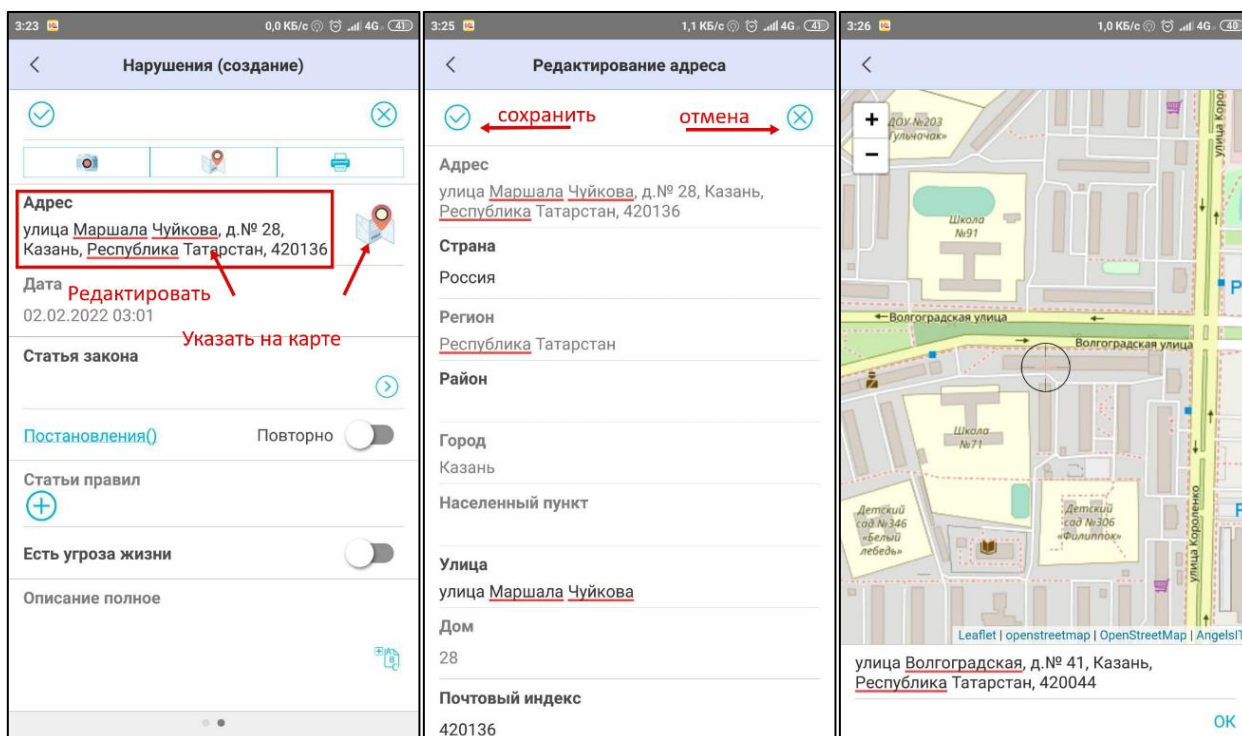 3:23
0,0 КБ/с
4G
41
Нарушения (создание)
Адрес
улица Маршала Чуйкова, д.№ 28,
Казань, Республика Татарстан, 420136
Дата
Редактировать
02.02.2022 03:01
Указать на карте
Статья закона
Постановления()
Повторно
Статьи правил
Есть угроза жизни
Описание полное
3:25
1,1 КБ/с
4G
41
Редактирование адреса
сохранить
отмена
Адрес
улица Маршала Чуйкова, д.№ 28, Казань,
Республика Татарстан, 420136
Страна
Россия
Регион
Республика Татарстан
Район
Город
Казань
Населенный пункт
Улица
улица Маршала Чуйкова
Дом
28
Почтовый индекс
420136
3:26
1,0 КБ/с
4G
40
+
−
ДОУ №203
улица Корол
Школа
№91
P
Волгоградская улица
Волгоградская улица
Школа
№71
Детский
сад №346
«Белый
лебедь»
Детский
сад №306
«Филиппок»
улица Короленко
Leaflet | openstreetmap | OpenStreetMap | AngelsIT
улица Волгоградская, д.№ 41, Казань,
Республика Татарстан, 420044
ОК